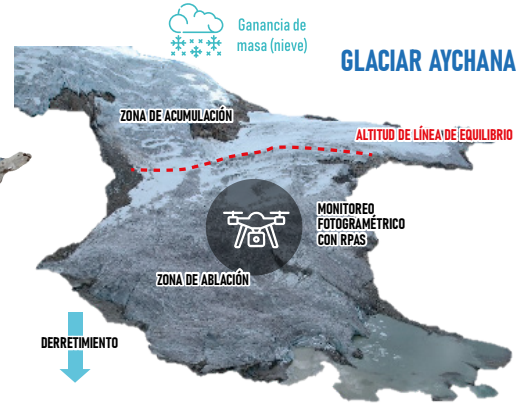 Ganancia de
masa (nieve)
GLACIAR AYCHANA
ZONA DE ACUMULACIÓN
ALTITUD DE LÍNEA DE EQUILIBRIO
MONITOREO
FOTOGRAMÉTRICO
CON RPAS
ZONA DE ABLACIÓN
DERRETIMIENTO